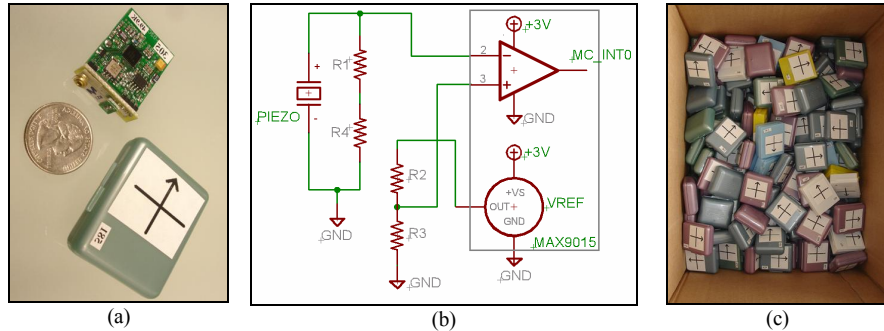 281
+3V
2
3
MC_INT0
GND
R1
R4
PIEZO
+
-
GND
R2
R3
GND
+3V
+VS
OUT
GND
VREF
MAX9015
GND
(a)
(b)
(c)